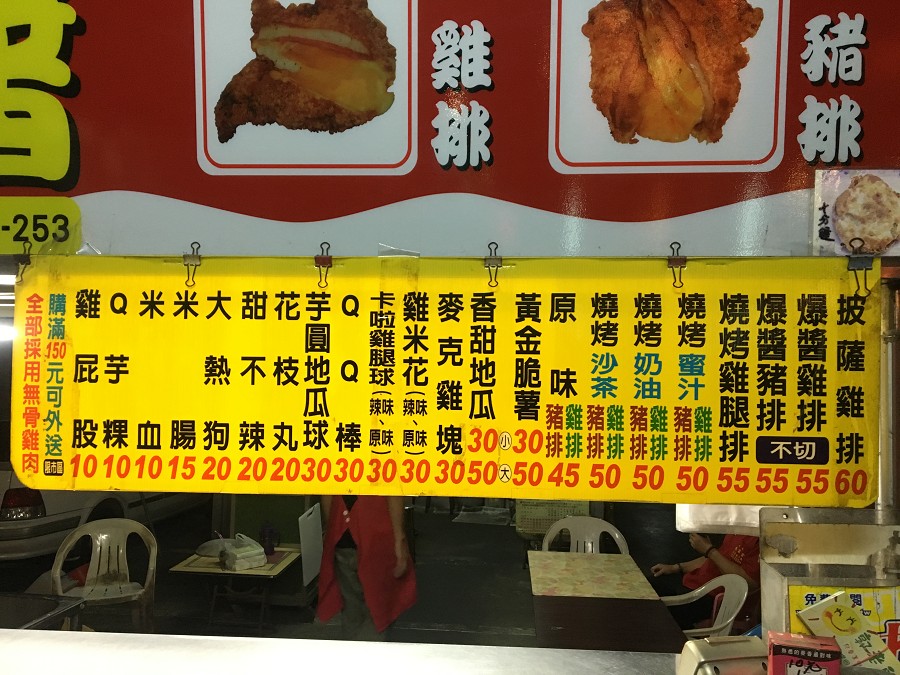 雞排
豬排
-253
十分鐘
披薩雞排 60
爆醬雞排 55
爆醬豬排 55
不切
燒烤雞腿排 55
燒烤蜜汁 雞排 豬排 50
燒烤奶油 雞排 豬排 50
燒烤沙茶 雞排 豬排 50
原味 雞排 豬排 45
黃金脆薯 30 50
小 大
香甜地瓜 30 50
麥克雞塊 30
雞米花(辣味、原味) 30
卡啦雞腿球(辣味、原味) 30
QQ棒 30
芋圓地瓜球 30
花枝丸 20
甜不辣 20
大熱狗 20
米腸 15
米血 10
Q芋粿 10
雞屁股 10
購滿150元可外送
全部採用無骨雞肉